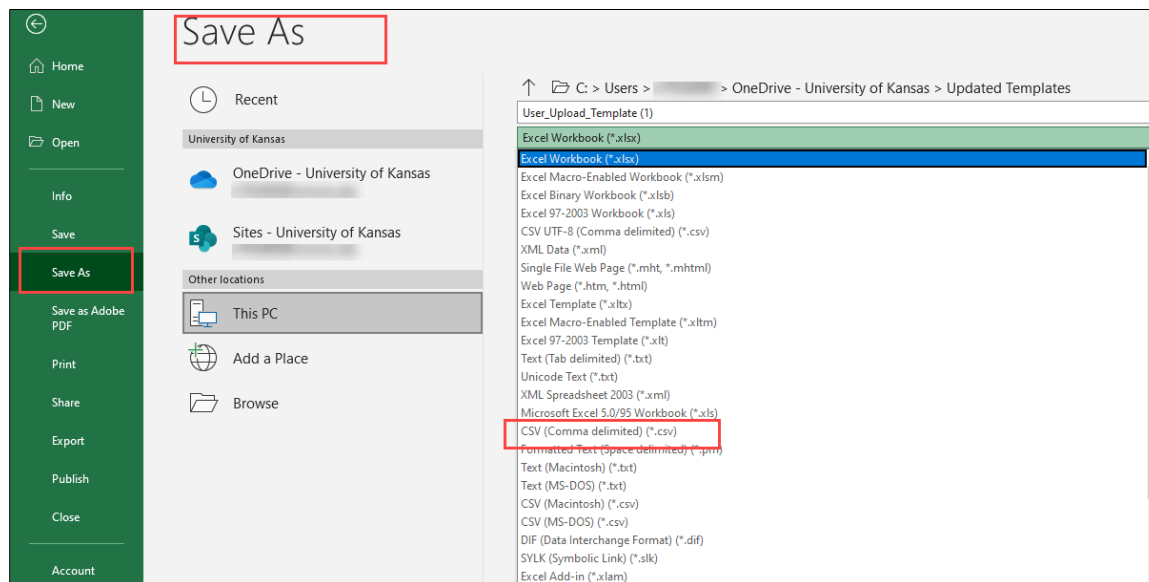 Save As
Home
New
Open
Info
Save
Save As
Save as Adobe
PDF
Print
Share
Export
Publish
Close
Account
Recent
University of Kansas
OneDrive - University of Kansas
Sites - University of Kansas
Other locations
This PC
Add a Place
Browse
C: > Users > > OneDrive - University of Kansas > Updated Templates
User_Upload_Template (1)
Excel Workbook (*.xlsx)
Excel Workbook (*.xlsx)
Excel Macro-Enabled Workbook (*.xlsm)
Excel Binary Workbook (*.xlsb)
Excel 97-2003 Workbook (*.xls)
CSV UTF-8 (Comma delimited) (*.csv)
XML Data (*.xml)
Single File Web Page (*.mht, *.mhtml)
Web Page (*.htm, *.html)
Excel Template (*.xltx)
Excel Macro-Enabled Template (*.xltm)
Excel 97-2003 Template (*.xlt)
Text (Tab delimited) (*.txt)
Unicode Text (*.txt)
XML Spreadsheet 2003 (*.xml)
Microsoft Excel 5.0/95 Workbook (*.xls)
CSV (Comma delimited) (*.csv)
Formatted Text (Space delimited) (*.prn)
Text (Macintosh) (*.txt)
Text (MS-DOS) (*.txt)
CSV (Macintosh) (*.csv)
CSV (MS-DOS) (*.csv)
DIF (Data Interchange Format) (*.dif)
SYLK (Symbolic Link) (*.slk)
Excel Add-in (*.xlam)